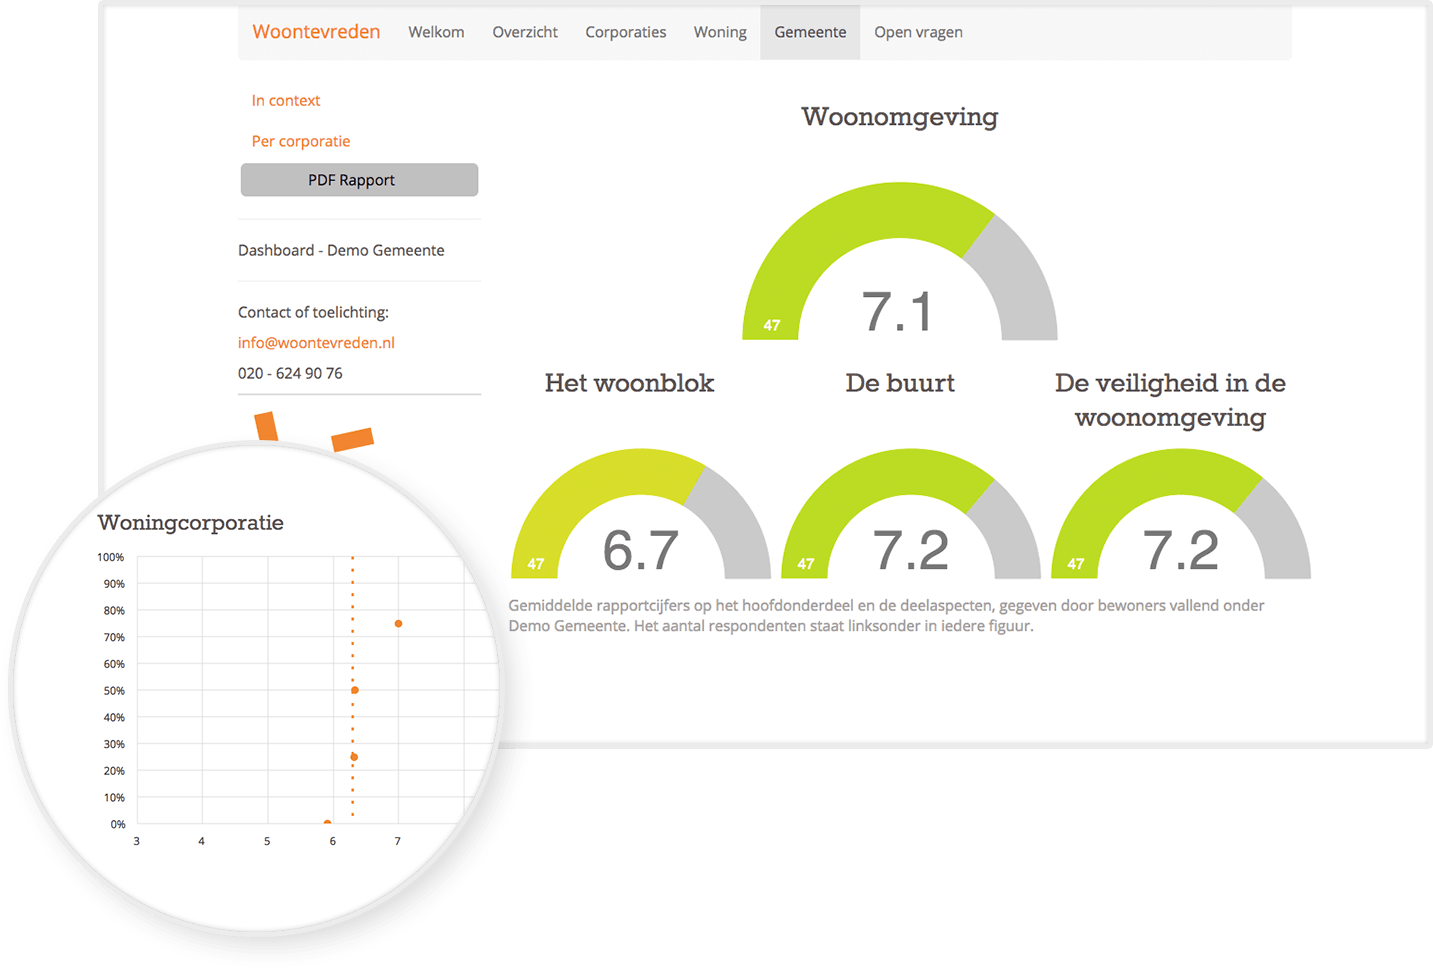 Woontevreden Welkom Overzicht Corporaties Woning Gemeente Open vragen
In context
Per corporatie
PDF Rapport
Dashboard - Demo Gemeente
Contact of toelichting:
info@woontevreden.nl
020 - 624 90 76
Woonomgeving
47
7.1
Het woonblok
47
6.7
De buurt
47
7.2
De veiligheid in de
woonomgeving
47
7.2
Gemiddelde rapportcijfers op het hoofdonderdeel en de deelaspecten, gegeven door bewoners vallend onder
Demo Gemeente. Het aantal respondenten staat linksonder in iedere figuur.
Woningcorporatie
100%
90%
80%
70%
60%
50%
40%
30%
20%
10%
0%
3 4 5 6 7